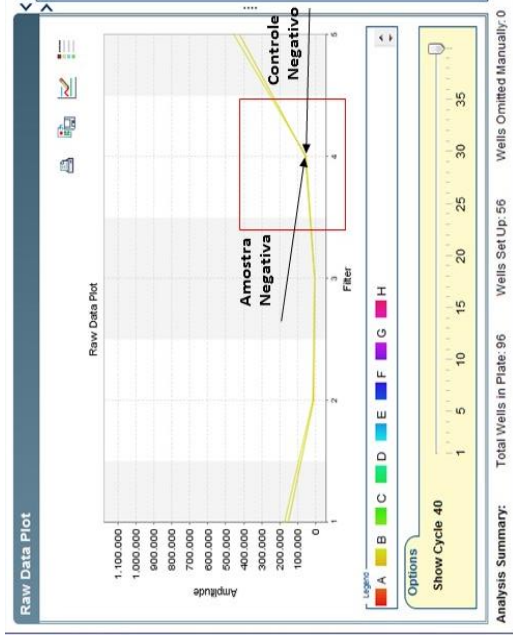 Raw Data Plot
Raw Data Plot
Amplitude
1.100.000
1.000.000
900.000
800.000
700.000
600.000
500.000
400.000
3000.000
2000.000
100.000
0
Amostra
Negativa
Controle
Negativo
1
2
3
4
5
Filter
Legend
A B C D E F G H
Options
Show Cycle 40
1 5 10 15 20 25 30 35
Analysis Summary: Total Wells in Plate: 96 Wells Set Up: 56 Wells Omitted Manually: 0